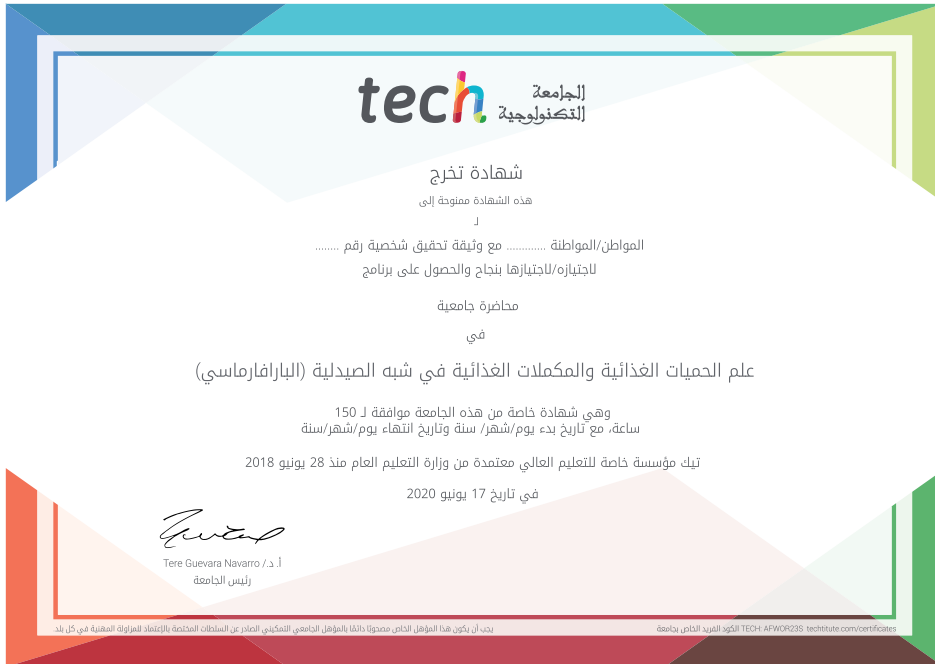 tech الجامعة
التكنولوجية
شهادة تخرج
هذه الشهادة ممنوحة إلى
لـ
المواطن/المواطنة ............ مع وثيقة تحقيق شخصية رقم ........
لاجتيازه/لاجتيازها بنجاح والحصول على برنامج
محاضرة جامعية
في
علم الحميات الغذائية والمكملات الغذائية في شبه الصيدلية (البارافارماسي)
وهي شهادة خاصة من هذه الجامعة موافقة لـ 150
ساعة، مع تاريخ بدء يوم/شهر/ سنة وتاريخ انتهاء يوم/شهر/سنة
تيك مؤسسة خاصة للتعليم العالي معتمدة من وزارة التعليم العام منذ 28 يونيو 2018
في تاريخ 17 يونيو 2020
أ. د./ Tere Guevara Navarro
رئيس الجامعة
يجب أن يكون هذا المؤهل الخاص مصحوبًا دائمًا بالمؤهل الجامعي التمكيني الصادر عن السلطات المختصة بالإعتماد للمزاولة المهنية في كل بلد.
الكود الفريد الخاص بجامعة TECH: AFWOR23S techtitute.com/certificates